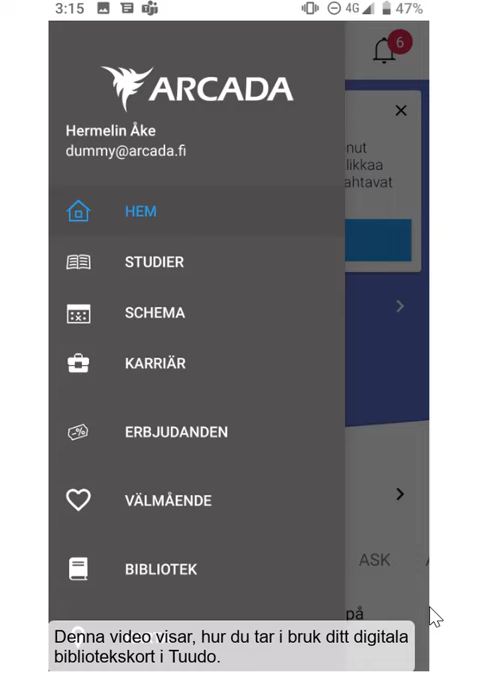 3:15
4G
47%
6
ARCADA
Hermelin Åke
dummy@arcada.fi
nut
likkaa
ahtavat
HEM
STUDIER
SCHEMA
KARRIÄR
ERBJUDANDEN
VÄLMÅENDE
BIBLIOTEK
ASK
på
Denna video visar, hur du tar i bruk ditt digitala
bibliotekskort i Tuudo.